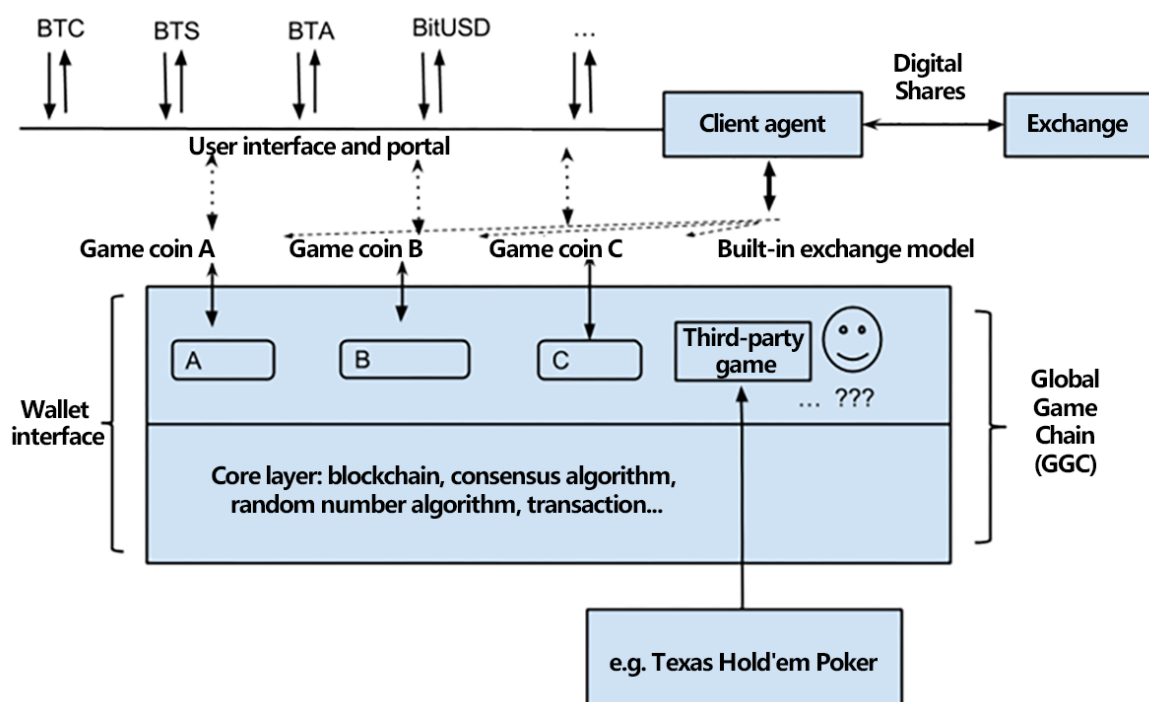 BTC
BTS
BTA
BitUSD
...
Digital
Shares
Client agent
Exchange
User interface and portal
Game coin A
Game coin B
Game coin C
Built-in exchange model
A
B
C
Third-party
game
... ???
Wallet
interface
Global
Game
Chain
(GGC)
Core layer: blockchain, consensus algorithm,
random number algorithm, transaction...
e.g. Texas Hold'em Poker